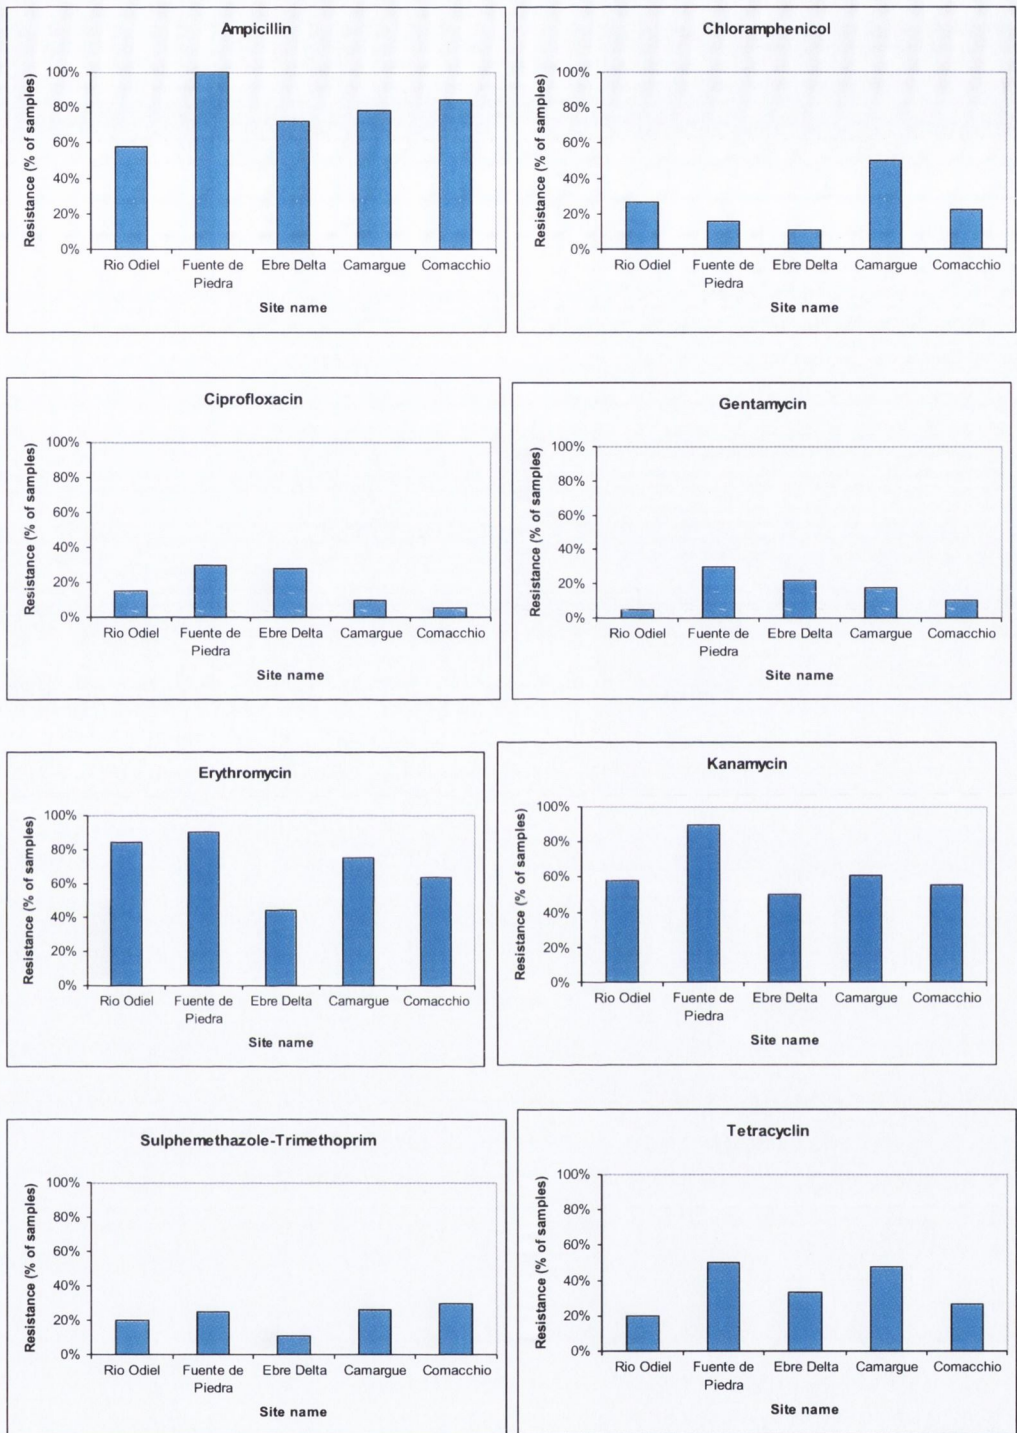 Ampicillin
Resistance (% of samples)
100%
80%
60%
40%
20%
0%
Rio Odiel Fuente de Piedra Ebre Delta Camargue Comacchio
Site name
Chloramphenicol
Resistance (% of samples)
100%
80%
60%
40%
20%
0%
Rio Odiel Fuente de Piedra Ebre Delta Camargue Comacchio
Site name
Ciprofloxacin
Resistance (% of samples)
100%
80%
60%
40%
20%
0%
Rio Odiel Fuente de Piedra Ebre Delta Camargue Comacchio
Site name
Gentamycin
Resistance (% of samples)
100%
80%
60%
40%
20%
0%
Rio Odiel Fuente de Piedra Ebre Delta Camargue Comacchio
Site name
Erythromycin
Resistance (% of samples)
100%
80%
60%
40%
20%
0%
Rio Odiel Fuente de Piedra Ebre Delta Camargue Comacchio
Site name
Kanamycin
Resistance (% of samples)
100%
80%
60%
40%
20%
0%
Rio Odiel Fuente de Piedra Ebre Delta Camargue Comacchio
Site name
Sulphemethazole-Trimethoprim
Resistance (% of samples)
100%
80%
60%
40%
20%
0%
Rio Odiel Fuente de Piedra Ebre Delta Camargue Comacchio
Site name
Tetracyclin
Resistance (% of samples)
100%
80%
60%
40%
20%
0%
Rio Odiel Fuente de Piedra Ebre Delta Camargue Comacchio
Site name